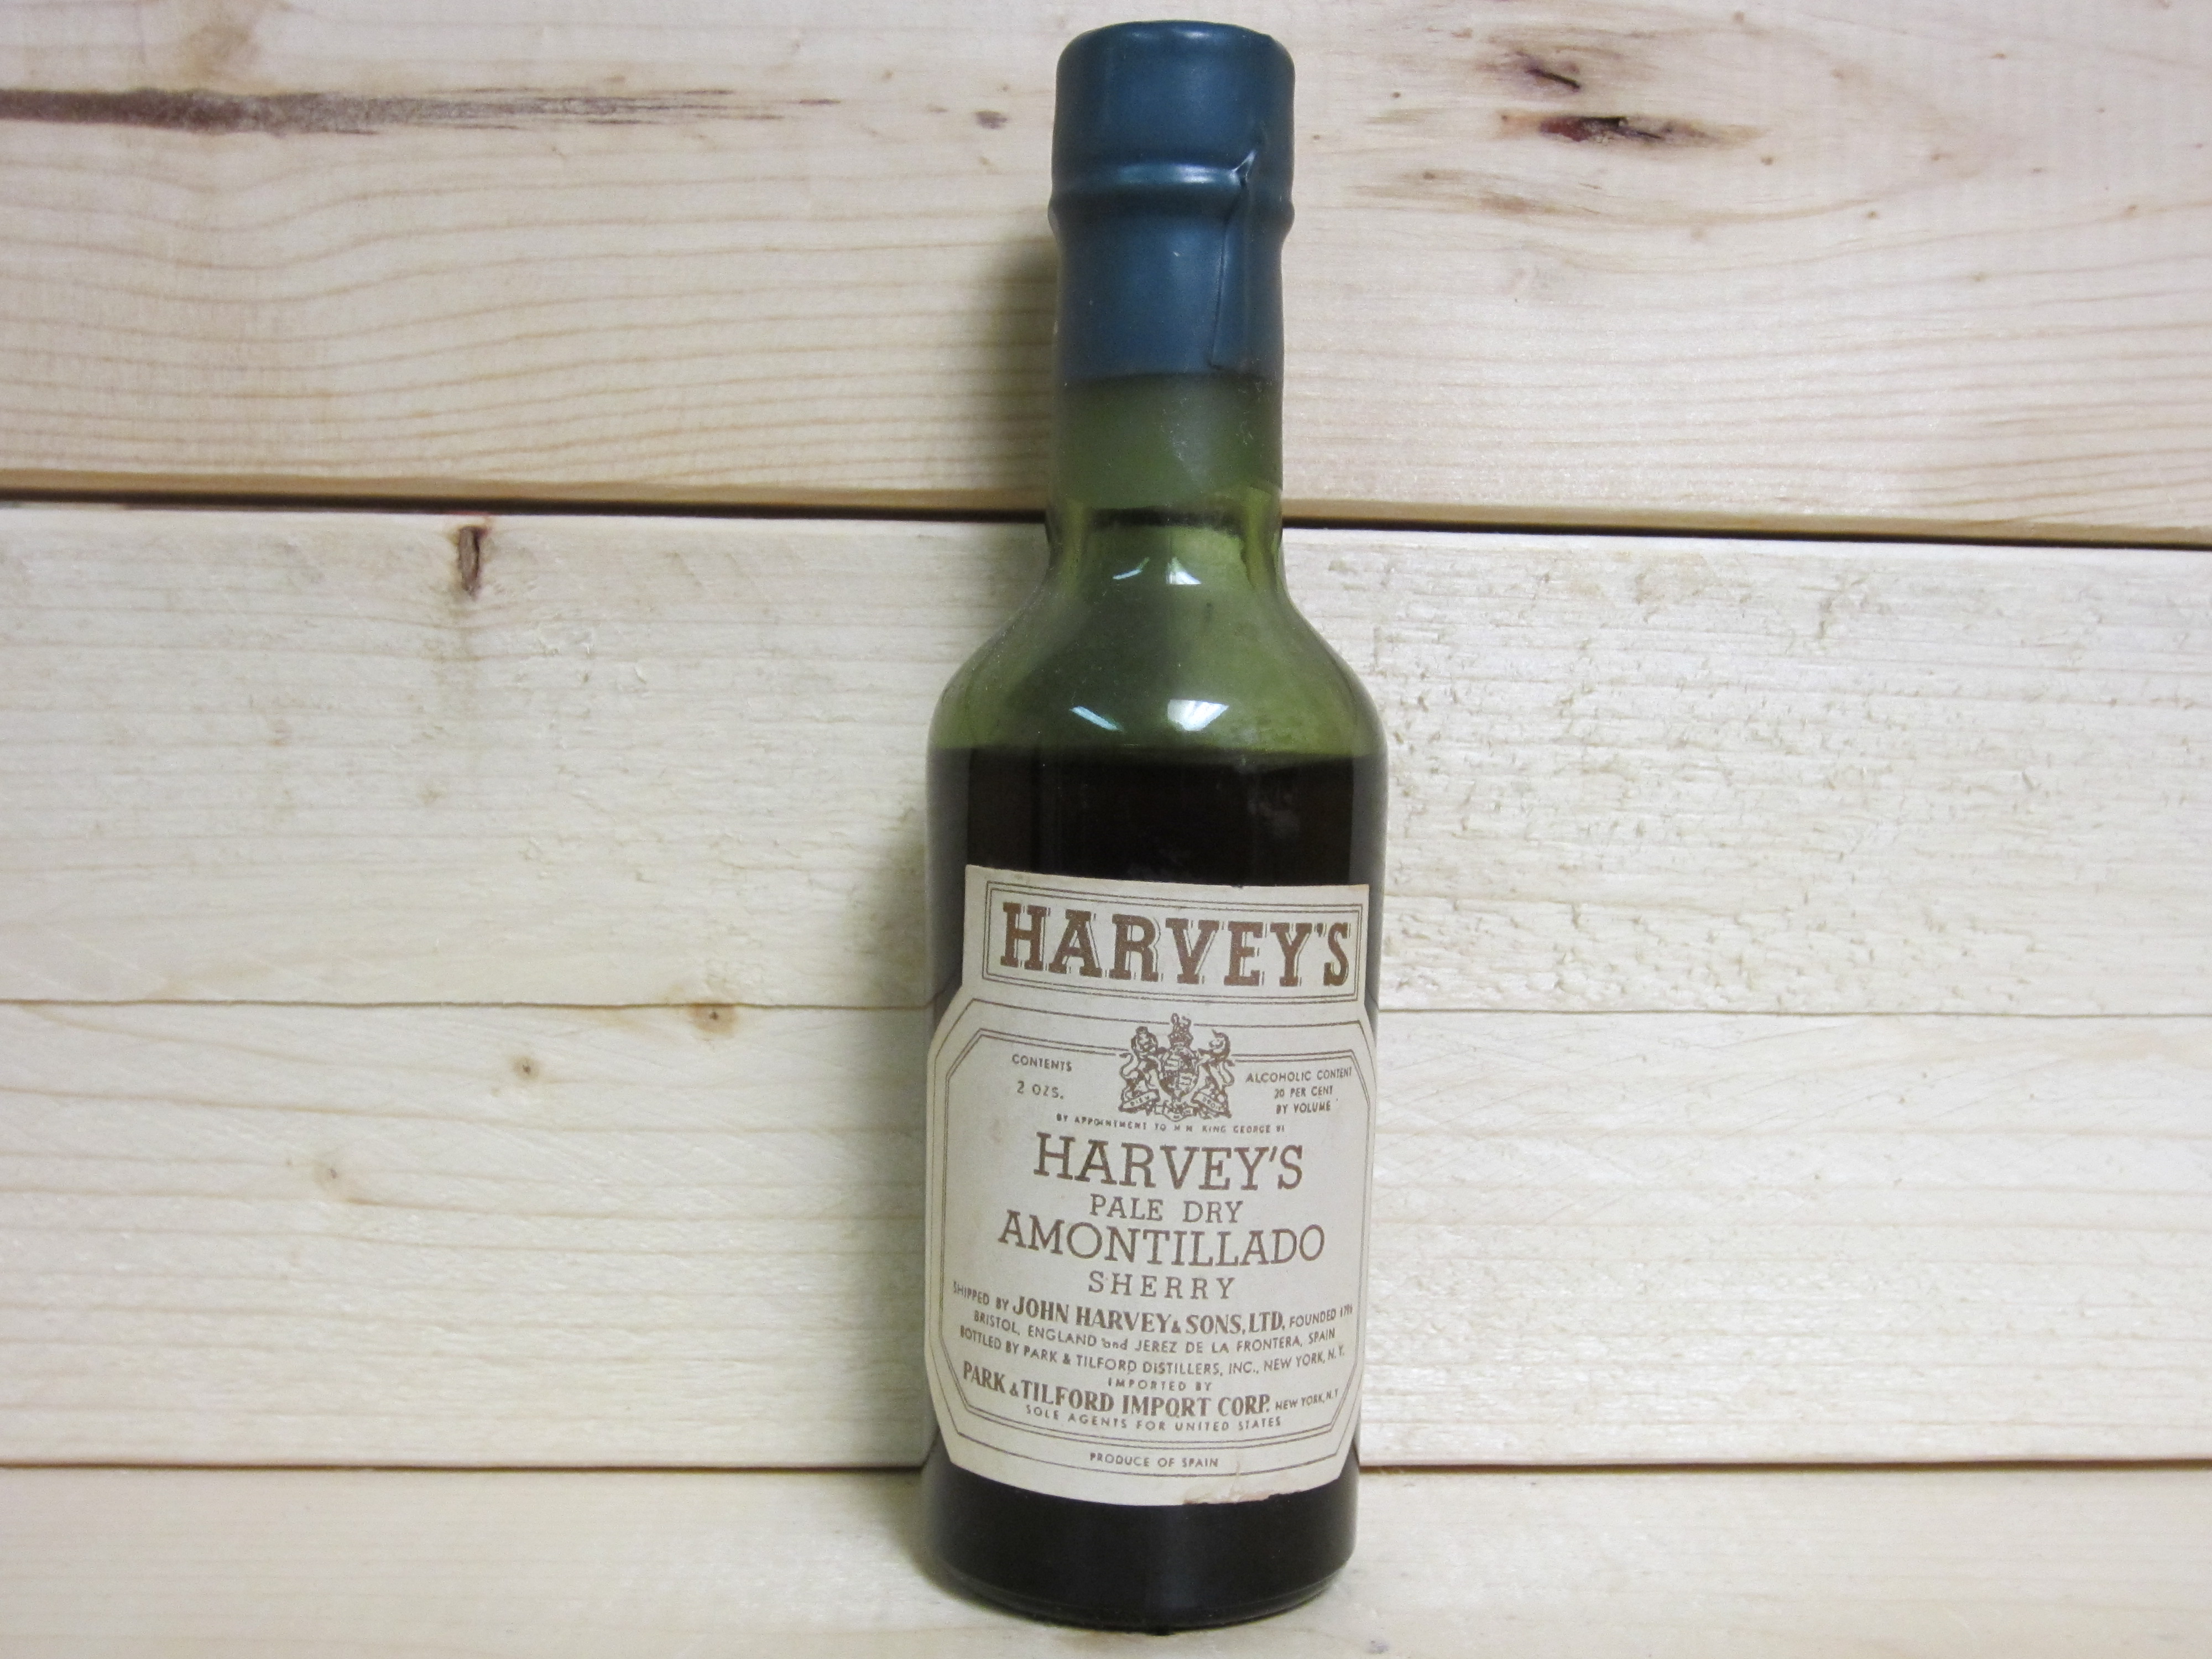 HARVEY'S
CONTENTS
2 OZS.
ALCOHOLIC CONTENT
20 PER CENT
BY VOLUME
BY APPOINTMENT TO H M KING GEORGE VI
HARVEY'S
PALE DRY
AMONTILLADO
SHERRY
SHIPPED BY JOHN HARVEY & SONS, LTD. FOUNDED 1796
BRISTOL, ENGLAND and JEREZ DE LA FRONTERA, SPAIN
BOTTLED BY PARK & TILFORD DISTILLERS, INC., NEW YORK, N.Y.
IMPORTED BY
PARK & TILFORD IMPORT CORP. NEW YORK, N.Y.
SOLE AGENTS FOR UNITED STATES
PRODUCE OF SPAIN